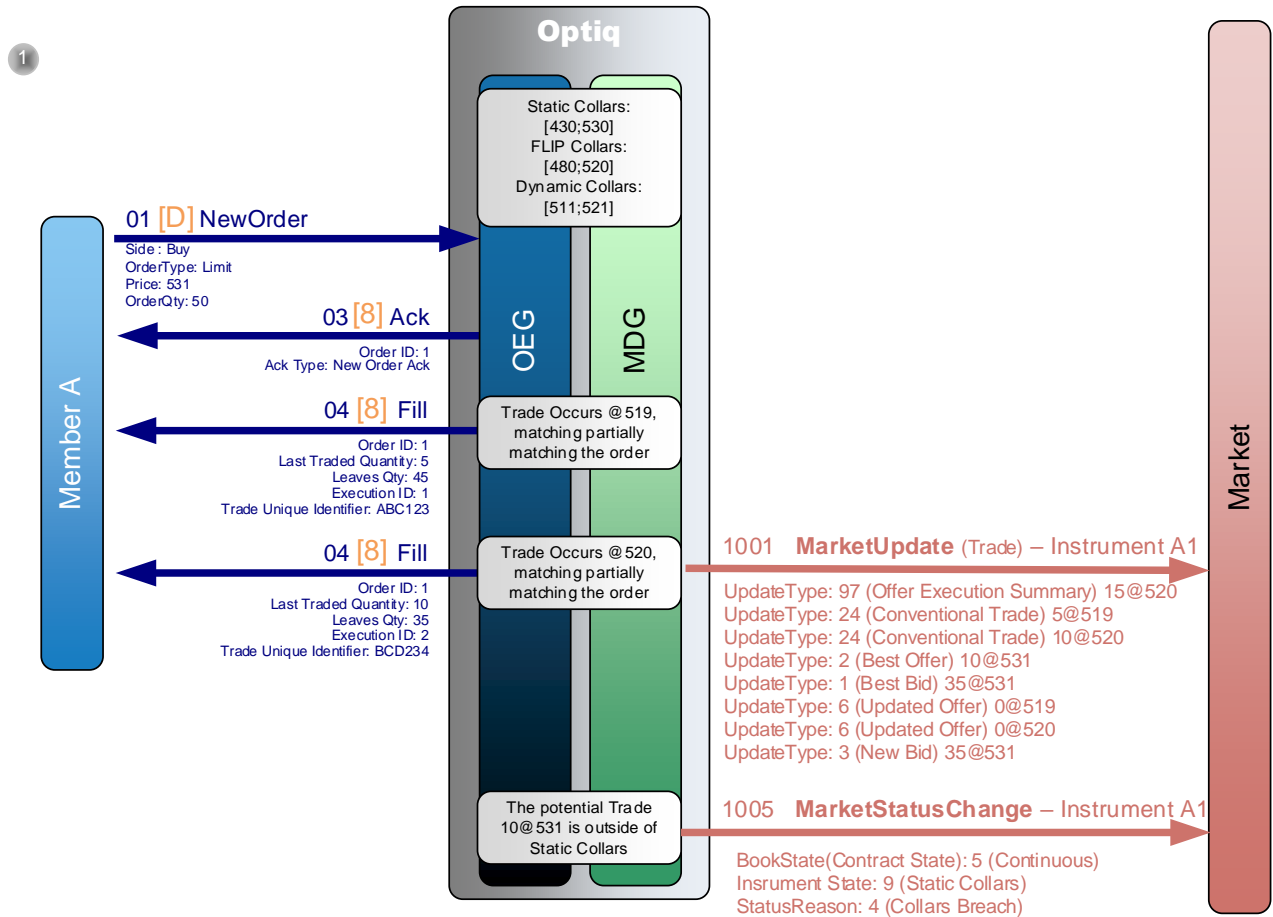 1
Optiq
Static Collars:
[430;530]
FLIP Collars:
[480;520]
Dynamic Collars:
[511;521]
01 [D] NewOrder
Side : Buy
OrderType: Limit
Price: 531
OrderQty: 50
03 [8] Ack
Order ID: 1
Ack Type: New Order Ack
OEG
MDG
Member A
Market
04 [8] Fill
Order ID: 1
Last Traded Quantity: 5
Leaves Qty: 45
Execution ID: 1
Trade Unique Identifier: ABC123
Trade Occurs @519,
matching partially
matching the order
04 [8] Fill
Order ID: 1
Last Traded Quantity: 10
Leaves Qty: 35
Execution ID: 2
Trade Unique Identifier: BCD234
Trade Occurs @520,
matching partially
matching the order
1001 MarketUpdate (Trade) – Instrument A1
UpdateType: 97 (Offer Execution Summary) 15@520
UpdateType: 24 (Conventional Trade) 5@519
UpdateType: 24 (Conventional Trade) 10@520
UpdateType: 2 (Best Offer) 10@531
UpdateType: 1 (Best Bid) 35@531
UpdateType: 6 (Updated Offer) 0@519
UpdateType: 6 (Updated Offer) 0@520
UpdateType: 3 (New Bid) 35@531
The potential Trade
10@531 is outside of
Static Collars
1005 MarketStatusChange – Instrument A1
BookState(Contract State): 5 (Continuous)
Insrument State: 9 (Static Collars)
StatusReason: 4 (Collars Breach)